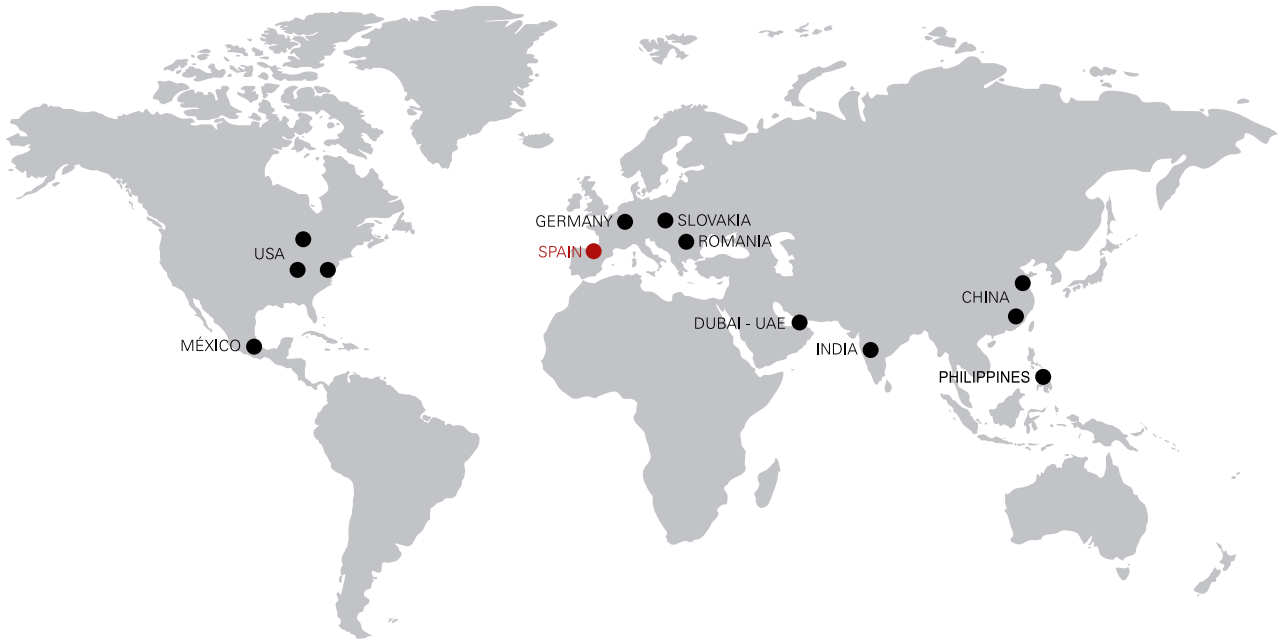 GERMANY
SLOVAKIA
ROMANIA
SPAIN
USA
CHINA
DUBAI - UAE
MÉXICO
INDIA
PHILIPPINES